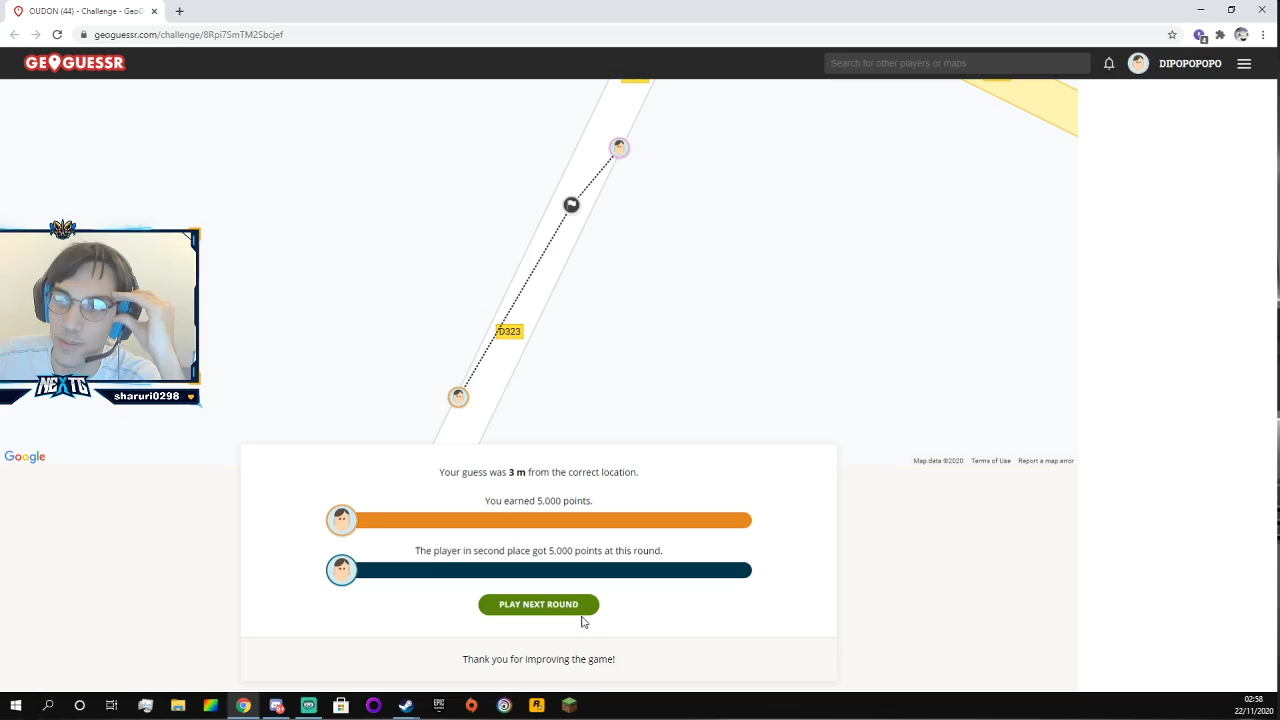 OUDON (44) - Challenge - GeoG
geoguessr.com/challenge/8Rpi7SmTM2Sbcjef
GEOGUESSR
Search for other players or maps
DIPOPOPOPO
D323
NEXTG
sharuri0298
Google
Map data ©2020 Terms of Use Report a map error
Your guess was 3 m from the correct location.
You earned 5,000 points.
The player in second place got 5,000 points at this round.
PLAY NEXT ROUND
Thank you for improving the game!
EPIC
R
02:58
22/11/2020